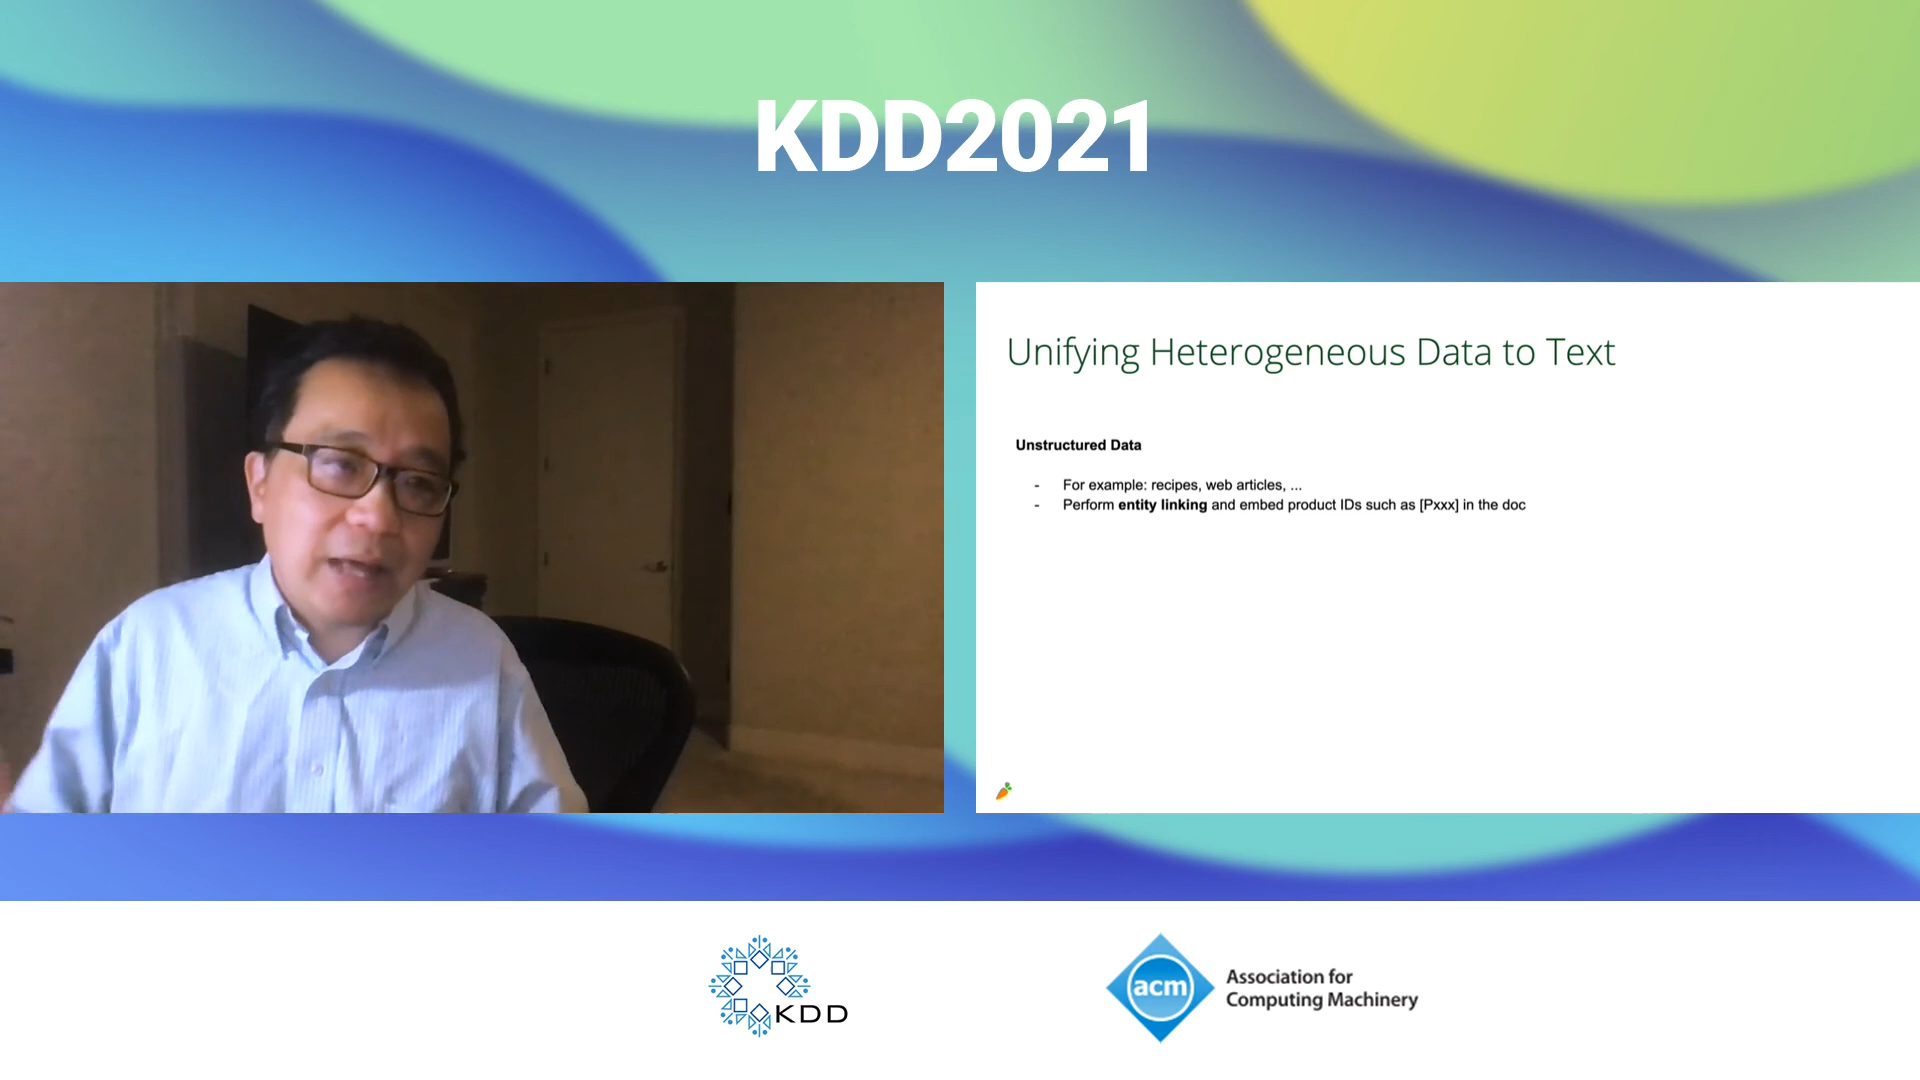 KDD2021
Unifying Heterogeneous Data to Text
Unstructured Data
- For example: recipes, web articles, ...
- Perform entity linking and embed product IDs such as [Pxxx] in the doc
KDD
acm
Association for
Computing Machinery